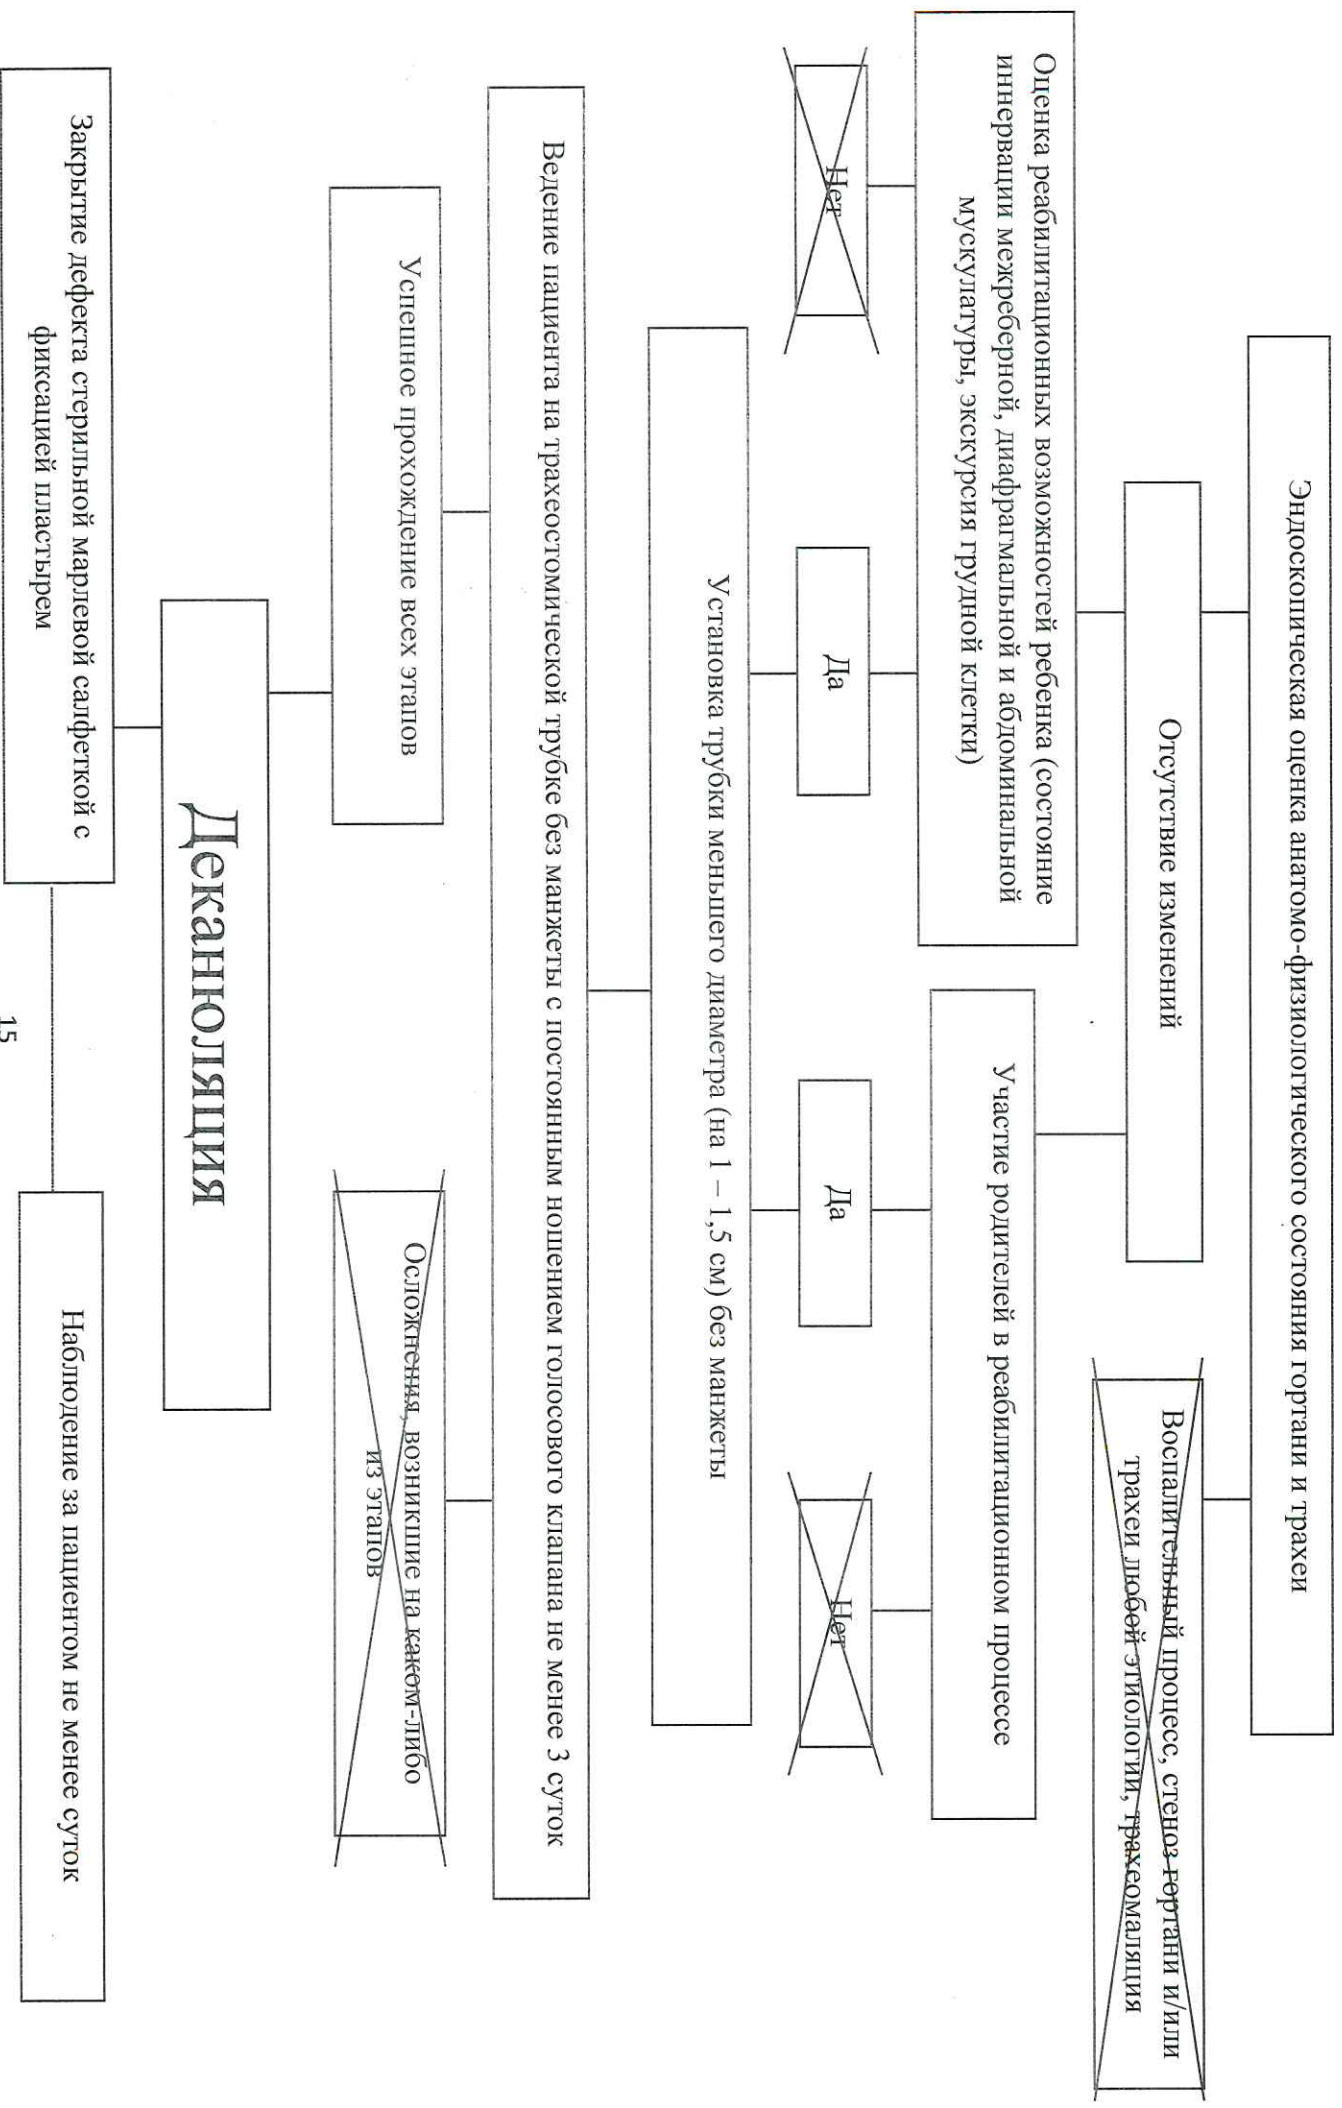 Эндоскопическая оценка анатомо-физиологического состояния гортани и трахеи
Отсутствие изменений
Воспалительный процесс, стеноз гортани и/или
трахеи любой этиологии, трахеомаляция
Оценка реабилитационных возможностей ребенка (состояние
иннервации межреберной, диафрагмальной и абдоминальной
мускулатуры, экскурсия грудной клетки)
Участие родителей в реабилитационном процессе
Нет
Да
Да
Нет
Установка трубки меньшего диаметра (на 1 – 1,5 см) без манжеты
Ведение пациента на трахеостомической трубке без манжеты с постоянным ношением голосового клапана не менее 3 суток
Успешное прохождение всех этапов
Осложнения, возникшие на каком-либо
из этапов
Деканюляция
Закрытие дефекта стерильной марлевой салфеткой с
фиксацией пластырем
Наблюдение за пациентом не менее суток
15